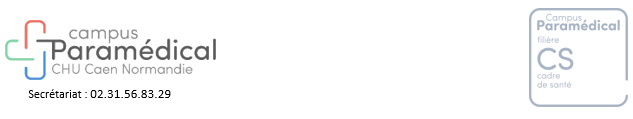 campus
Paramédical
CHU Caen Normandie
Secrétariat : 02.31.56.83.29
Campus
Paramédical
filière
CS
cadre
de santé